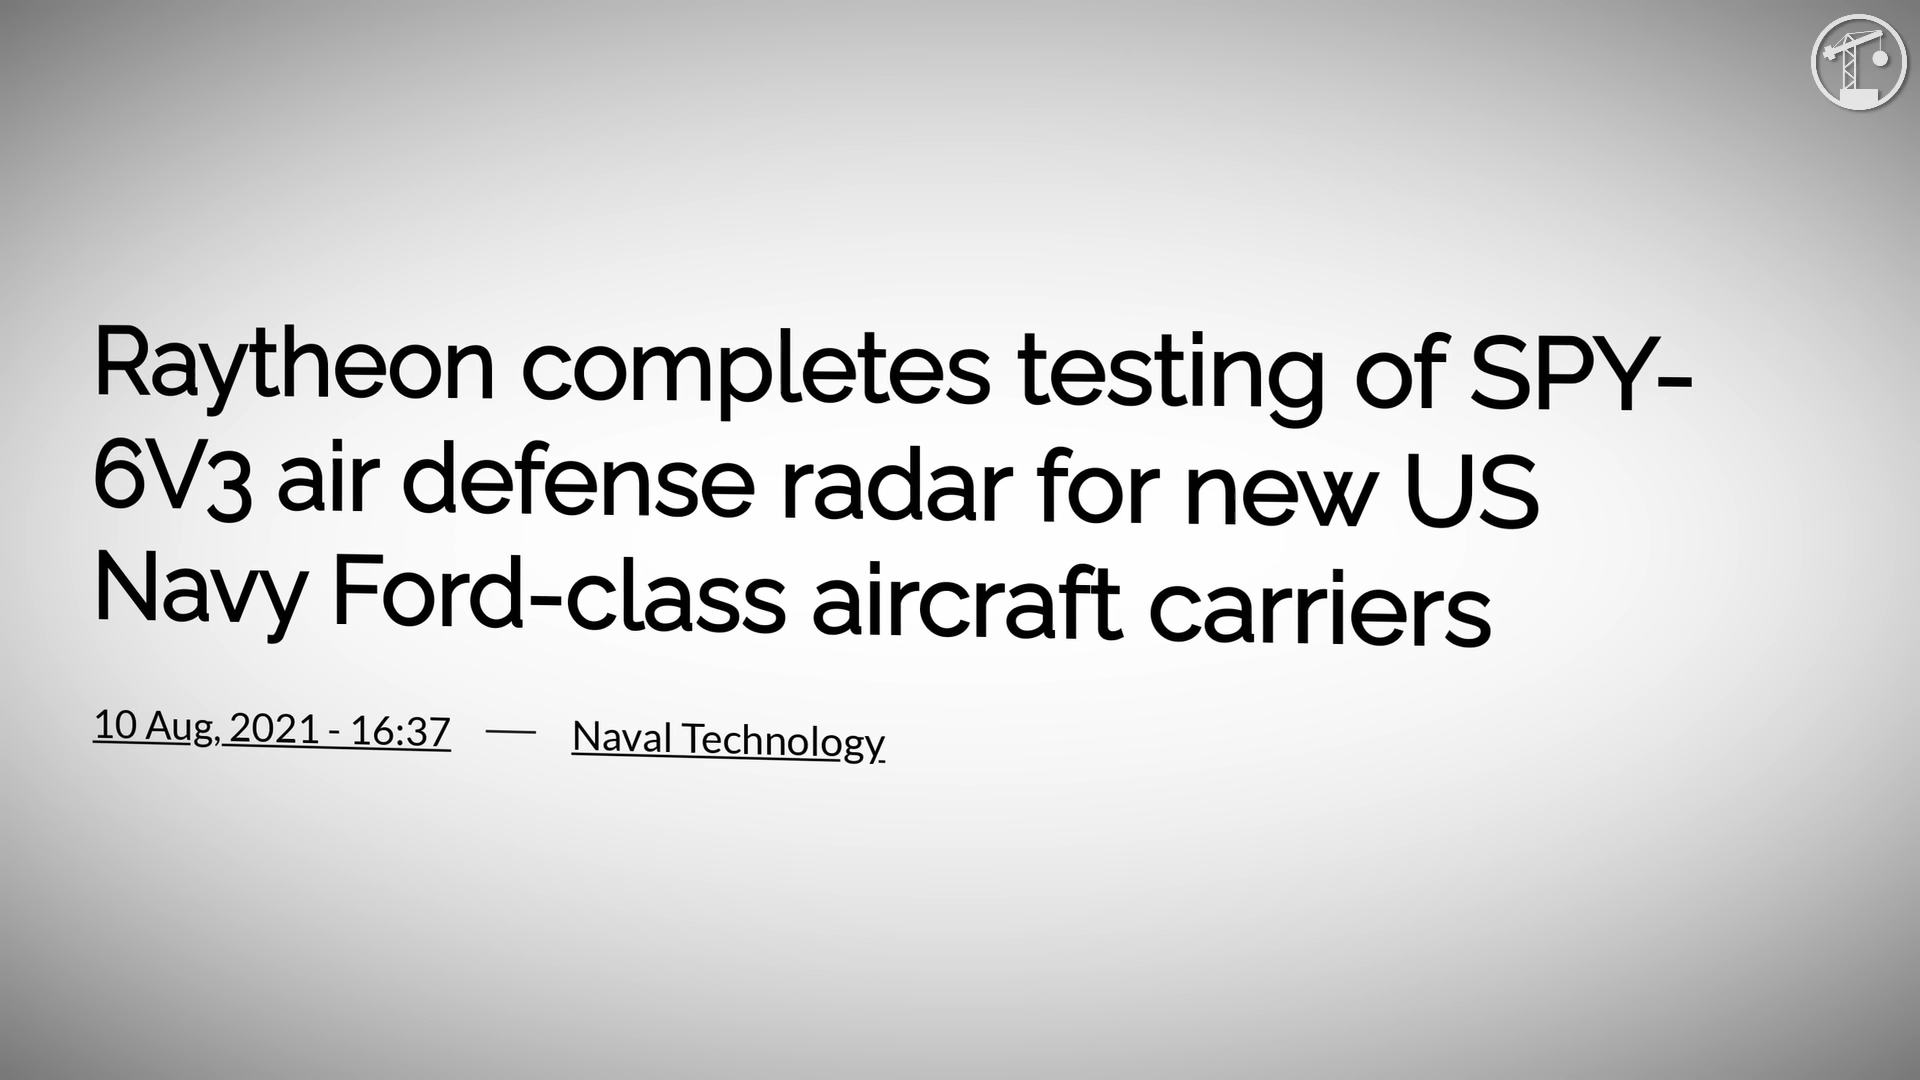 Raytheon completes testing of SPY-
6V3 air defense radar for new US
Navy Ford-class aircraft carriers
10 Aug, 2021 - 16:37 — Naval Technology